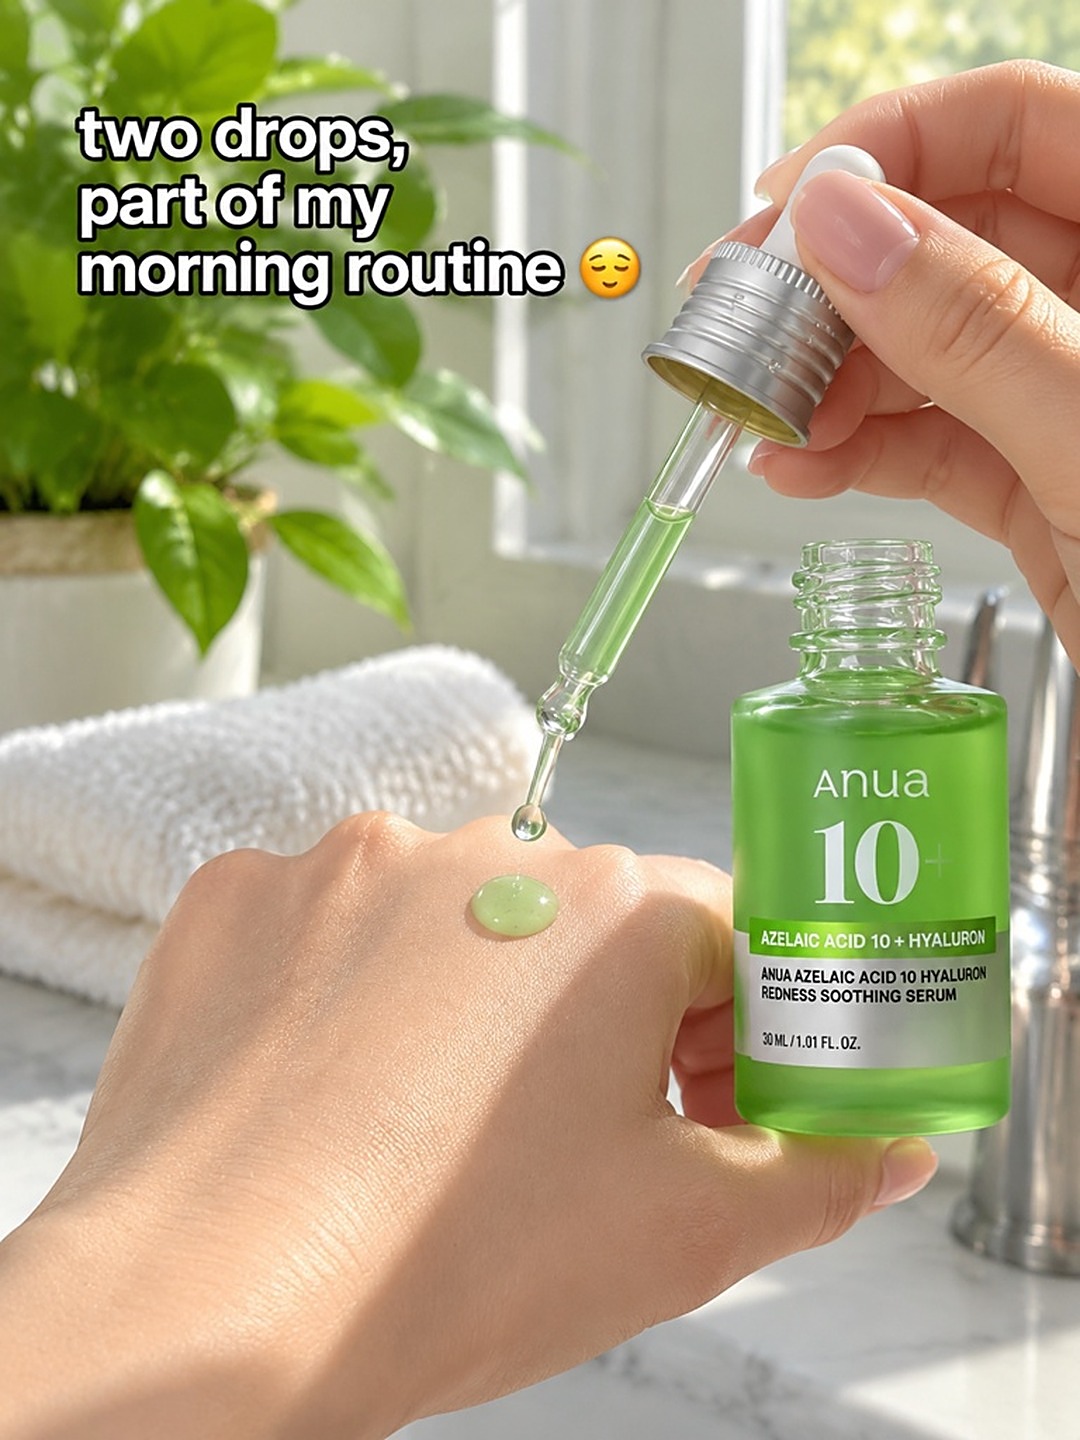 two drops,
part of my
morning routine 😌
Anua
10+
AZELAIC ACID 10 + HYALURON
ANUA AZELAIC ACID 10 HYALURON
REDNESS SOOTHING SERUM
30 ML / 1.01 FL. OZ.